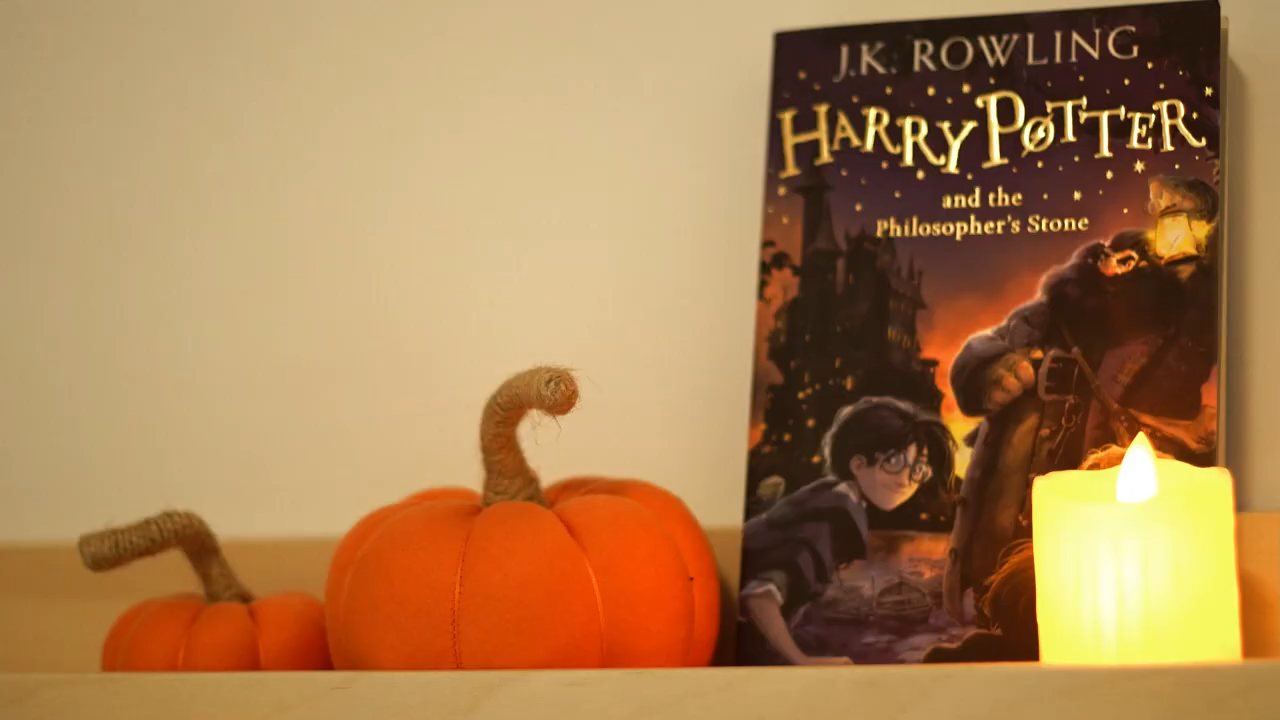 J.K. ROWLING
HARRY POTTER
and the
Philosopher's Stone